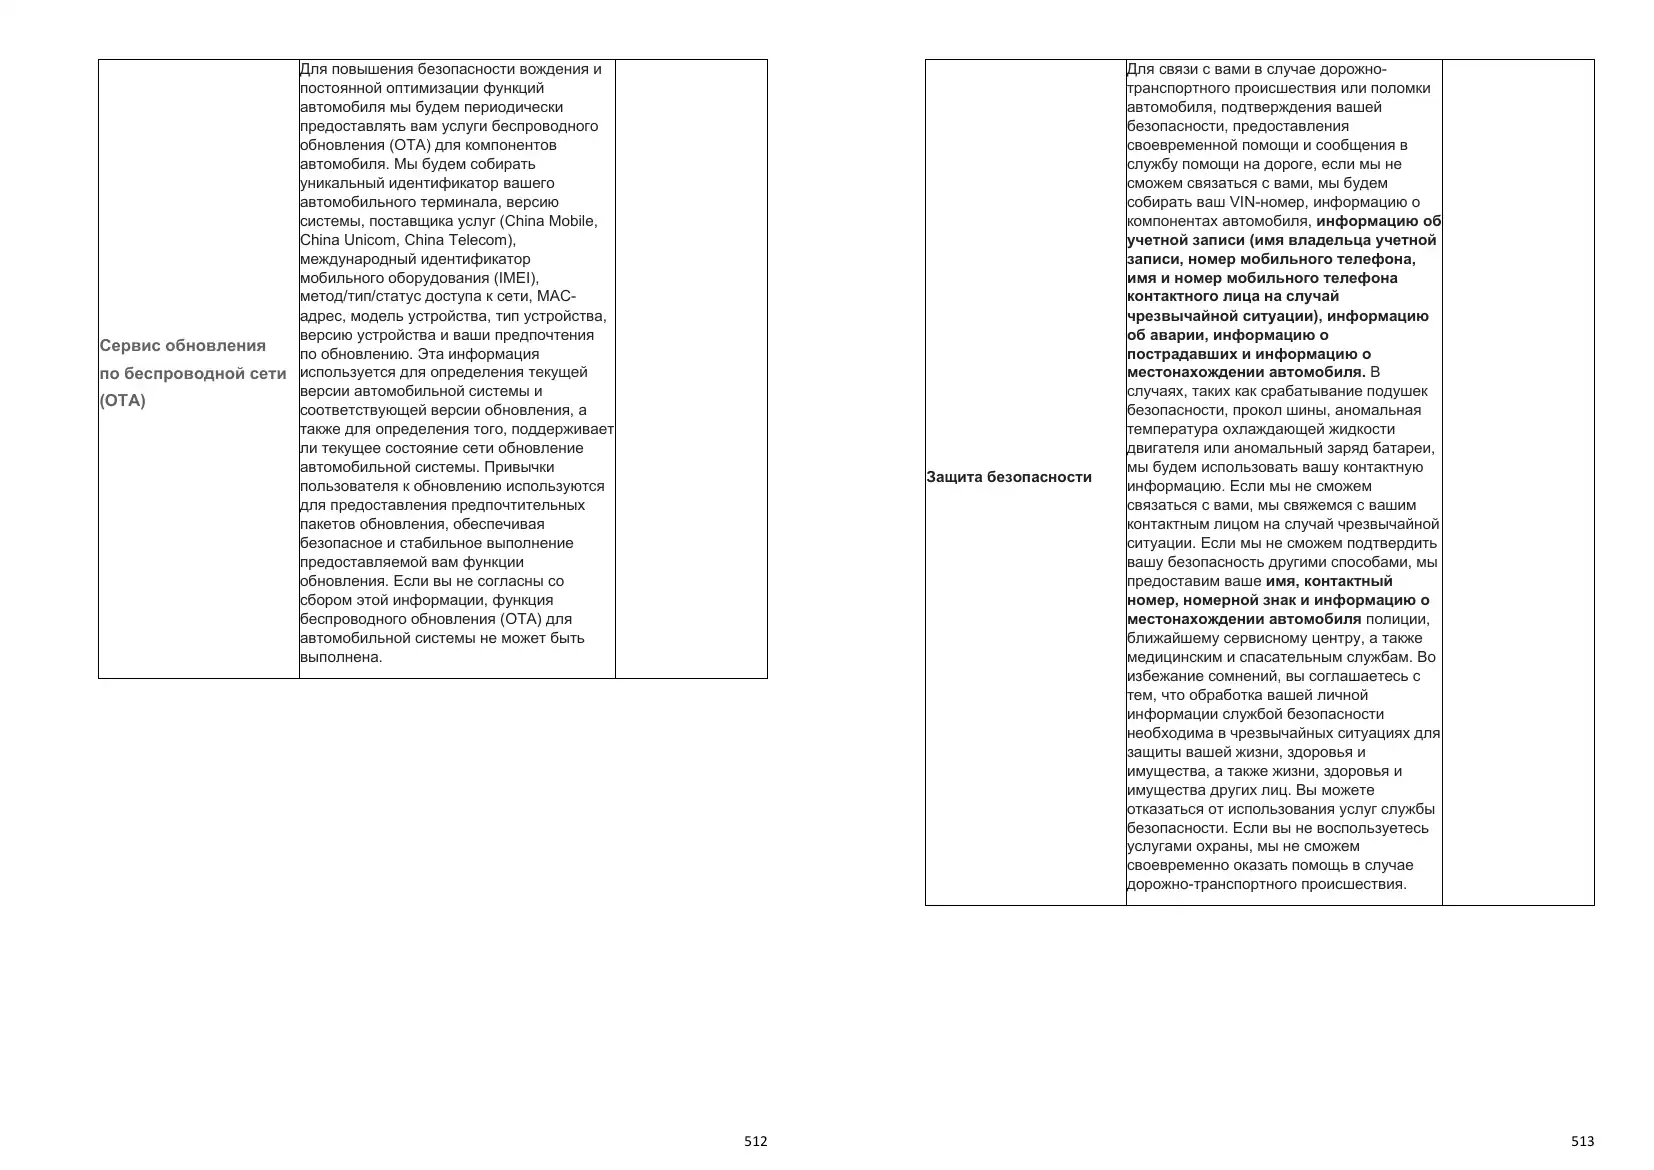 Сервис обновления
по беспроводной сети
(OTA)
Для повышения безопасности вождения и
постоянной оптимизации функций
автомобиля мы будем периодически
предоставлять вам услуги беспроводного
обновления (OTA) для компонентов
автомобиля. Мы будем собирать
уникальный идентификатор вашего
автомобильного терминала, версию
системы, поставщика услуг (China Mobile,
China Unicom, China Telecom),
международный идентификатор
мобильного оборудования (IMEI),
метод/тип/статус доступа к сети, MAC-
адрес, модель устройства, тип устройства,
версию устройства и ваши предпочтения
по обновлению. Эта информация
используется для определения текущей
версии автомобильной системы и
соответствующей версии обновления, а
также для определения того, поддерживает
ли текущее состояние сети обновление
автомобильной системы. Привычки
пользователя к обновлению используются
для предоставления предпочтительных
пакетов обновления, обеспечивая
безопасное и стабильное выполнение
предоставляемой вам функции
обновления. Если вы не согласны со
сбором этой информации, функция
беспроводного обновления (OTA) для
автомобильной системы не может быть
выполнена.
512
Защита безопасности
Для связи с вами в случае дорожно-
транспортного происшествия или поломки
автомобиля, подтверждения вашей
безопасности, предоставления
своевременной помощи и сообщения в
службу помощи на дороге, если мы не
сможем связаться с вами, мы будем
собирать ваш VIN-номер, информацию о
компонентах автомобиля, информацию об
учетной записи (имя владельца учетной
записи, номер мобильного телефона,
имя и номер мобильного телефона
контактного лица на случай
чрезвычайной ситуации), информацию
об аварии, информацию о
пострадавших и информацию о
местонахождении автомобиля. В
случаях, таких как срабатывание подушек
безопасности, прокол шины, аномальная
температура охлаждающей жидкости
двигателя или аномальный заряд батареи,
мы будем использовать вашу контактную
информацию. Если мы не сможем
связаться с вами, мы свяжемся с вашим
контактным лицом на случай чрезвычайной
ситуации. Если мы не сможем подтвердить
вашу безопасность другими способами, мы
предоставим ваше имя, контактный
номер, номерной знак и информацию о
местонахождении автомобиля полиции,
ближайшему сервисному центру, а также
медицинским и спасательным службам. Во
избежание сомнений, вы соглашаетесь с
тем, что обработка вашей личной
информации службой безопасности
необходима в чрезвычайных ситуациях для
защиты вашей жизни, здоровья и
имущества, а также жизни, здоровья и
имущества других лиц. Вы можете
отказаться от использования услуг службы
безопасности. Если вы не воспользуетесь
услугами охраны, мы не сможем
своевременно оказать помощь в случае
дорожно-транспортного происшествия.
513